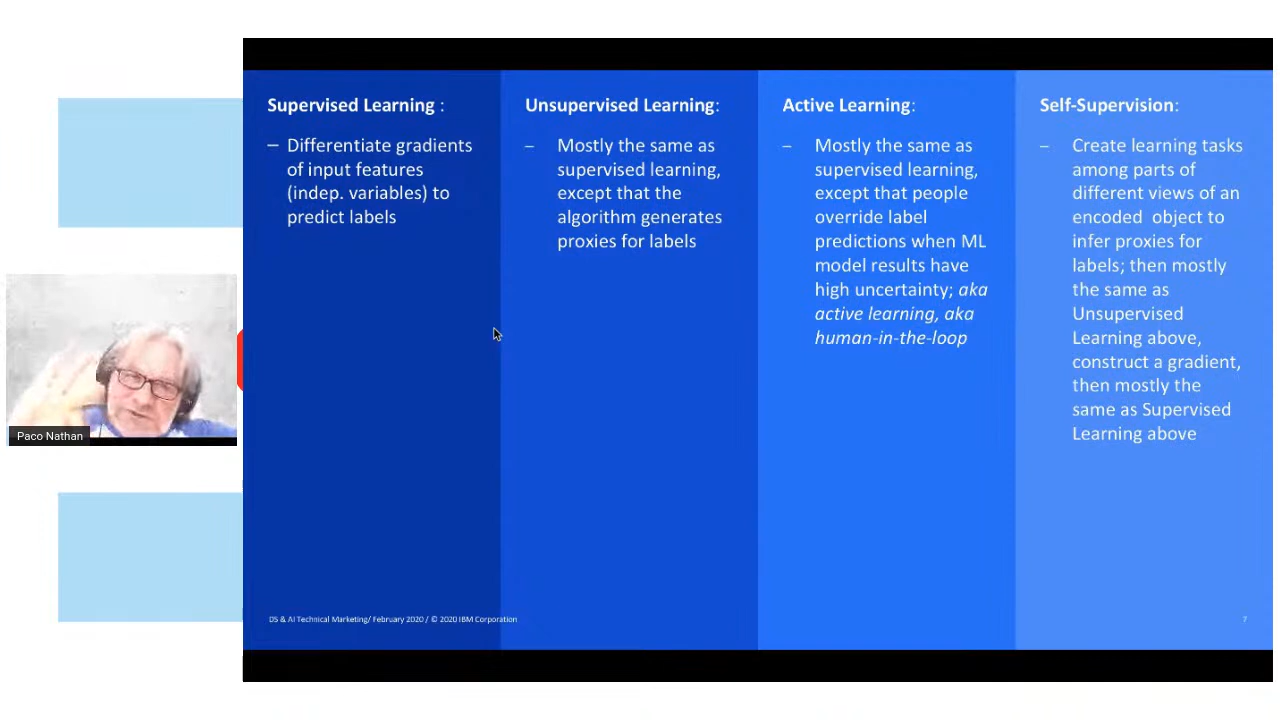 Supervised Learning :
– Differentiate gradients
of input features
(indep. variables) to
predict labels
Unsupervised Learning:
– Mostly the same as
supervised learning,
except that the
algorithm generates
proxies for labels
Active Learning:
– Mostly the same as
supervised learning,
except that people
override label
predictions when ML
model results have
high uncertainty; aka
active learning, aka
human-in-the-loop
Self-Supervision:
– Create learning tasks
among parts of
different views of an
encoded object to
infer proxies for
labels; then mostly
the same as
Unsupervised
Learning above,
construct a gradient,
then mostly the
same as Supervised
Learning above
Paco Nathan
DS & AI Technical Marketing/ February 2020 / © 2020 IBM Corporation
7